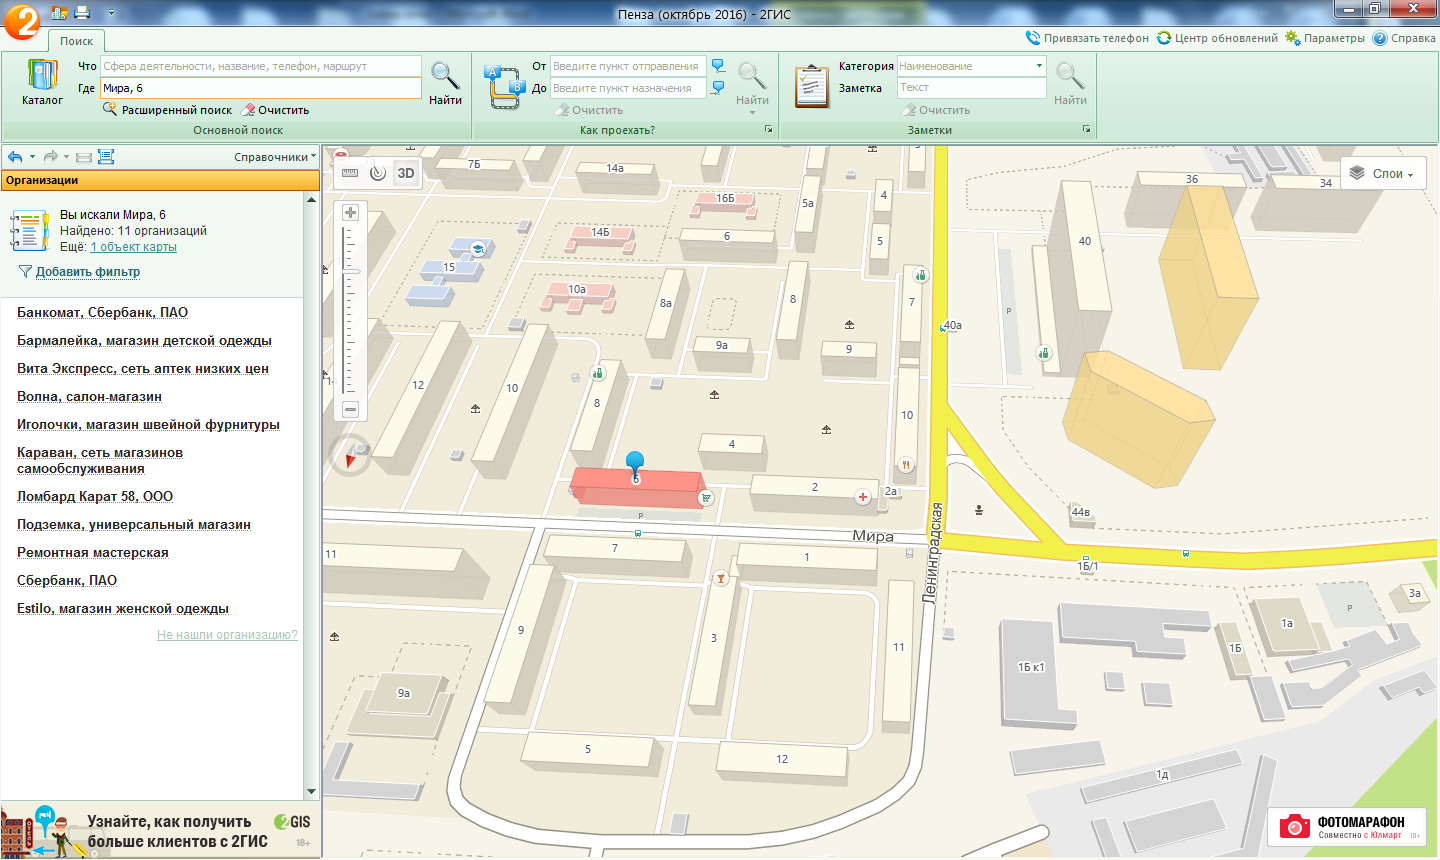 Пенза (октябрь 2016) - 2ГИС
Поиск
Привязать телефон
Центр обновлений
Параметры
Справка
Каталог
Что
Сфера деятельности, название, телефон, маршрут
Где
Мира, 6
Расширенный поиск
Очистить
Найти
Основной поиск
От
Введите пункт отправления
До
Введите пункт назначения
Очистить
Найти
Как проехать?
Категория
Наименование
Заметка
Текст
Очистить
Найти
Заметки
Справочники
Организации
Вы искали Мира, 6
Найдено: 11 организаций
Ещё: 1 объект карты
Добавить фильтр
Банкомат, Сбербанк, ПАО
Бармалейка, магазин детской одежды
Вита Экспресс, сеть аптек низких цен
Волна, салон-магазин
Иголочки, магазин швейной фурнитуры
Караван, сеть магазинов
самообслуживания
Ломбард Карат 58, ООО
Подземка, универсальный магазин
Ремонтная мастерская
Сбербанк, ПАО
Estilo, магазин женской одежды
Не нашли организацию?
Узнайте, как получить
больше клиентов с 2ГИС
2GIS
18+
3D
Слои
7Б
14а
16Б
5а
4
36
34
14Б
6
5
40
15
10а
8а
8
7
40а
Р
9а
9
12
10
8
10
4
6
2
2а
44в
Р
Мира
Ленинградская
11
7
1
1Б/1
9
3
11
1Б к1
1Б
1а
Р
3а
9а
5
12
1д
ФОТОМАРАФОН
Совместно с Юлмарт
18+